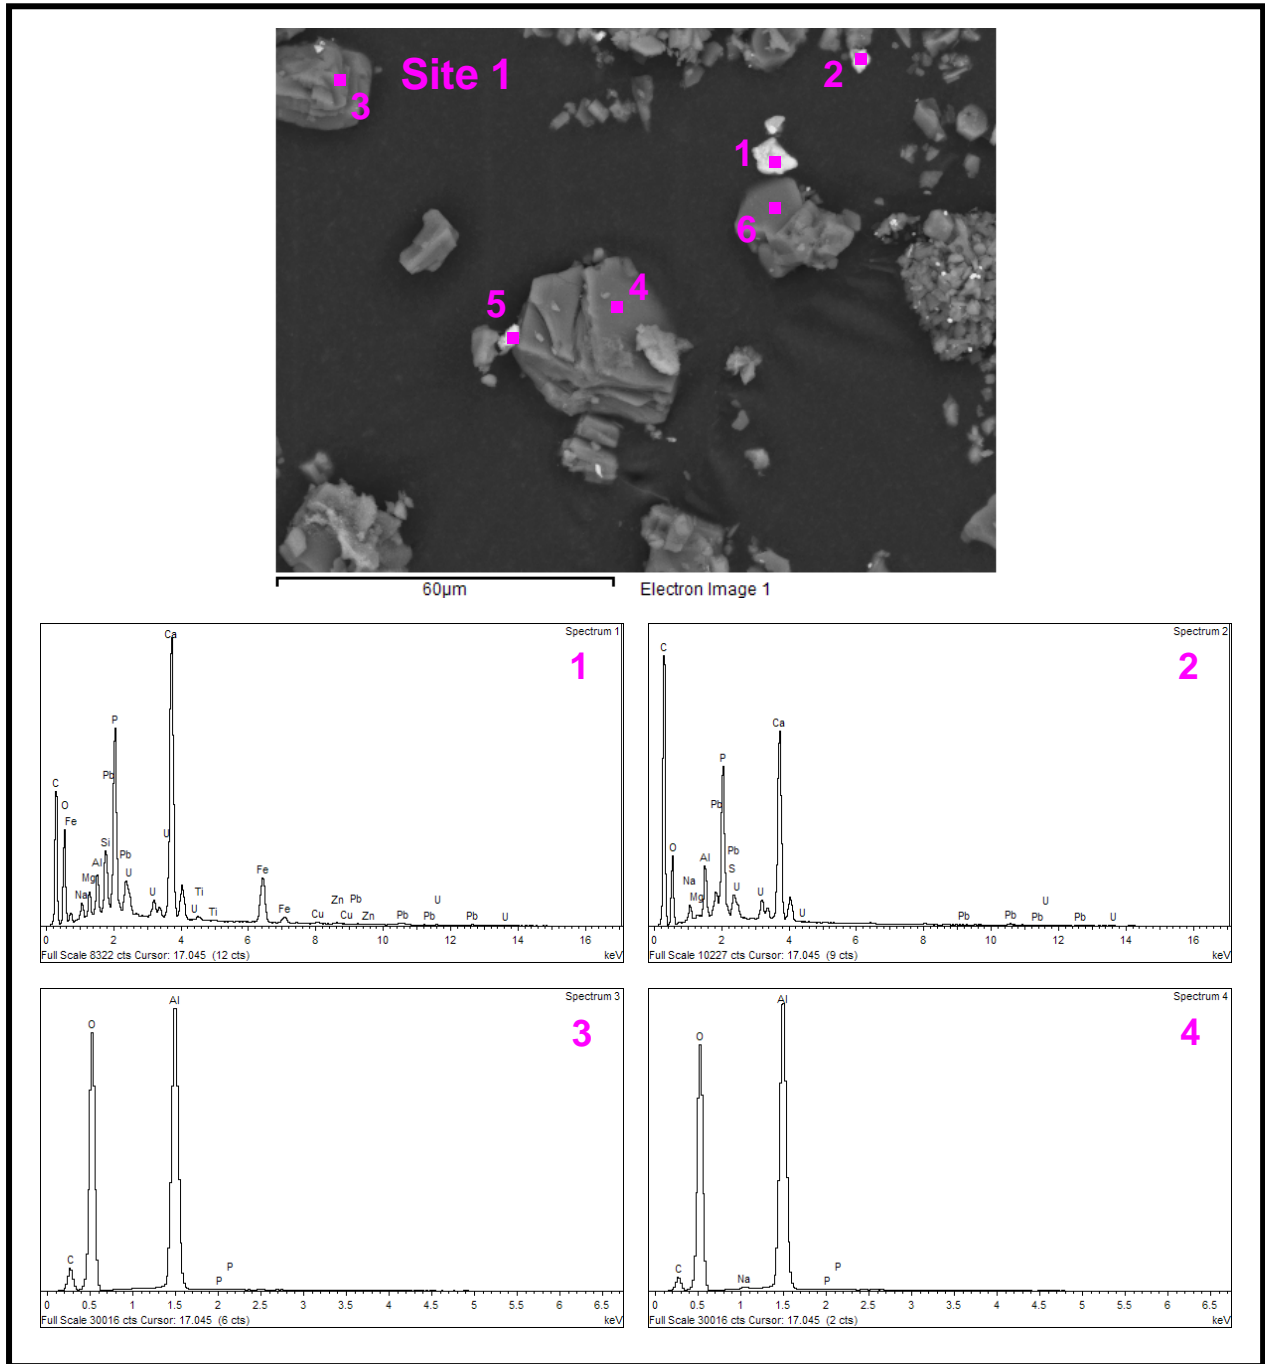 Site 1
2
3
1
6
4
5
60µm
Electron Image 1
Spectrum 1
1
Ca
P
Pb
C
O
Fe
U
Si
Al
Pb
Mg
U
Na
U
Ti
U
Ti
Fe
Fe
Cu
Zn
Pb
Cu
Zn
Pb
Pb
U
Pb
U
0 2 4 6 8 10 12 14 16
Full Scale 8322 cts Cursor: 17.045 (12 cts) keV
Spectrum 2
2
C
Ca
P
Pb
O
Al
Pb
S
Na
U
Mg
U
U
Pb
Pb
U
Pb
Pb
U
0 2 4 6 8 10 12 14 16
Full Scale 10227 cts Cursor: 17.045 (9 cts) keV
Spectrum 3
3
Al
O
C
P
P
0 0.5 1 1.5 2 2.5 3 3.5 4 4.5 5 5.5 6 6.5
Full Scale 30016 cts Cursor: 17.045 (6 cts) keV
Spectrum 4
4
Al
O
C
Na
P
P
0 0.5 1 1.5 2 2.5 3 3.5 4 4.5 5 5.5 6 6.5
Full Scale 30016 cts Cursor: 17.045 (2 cts) keV